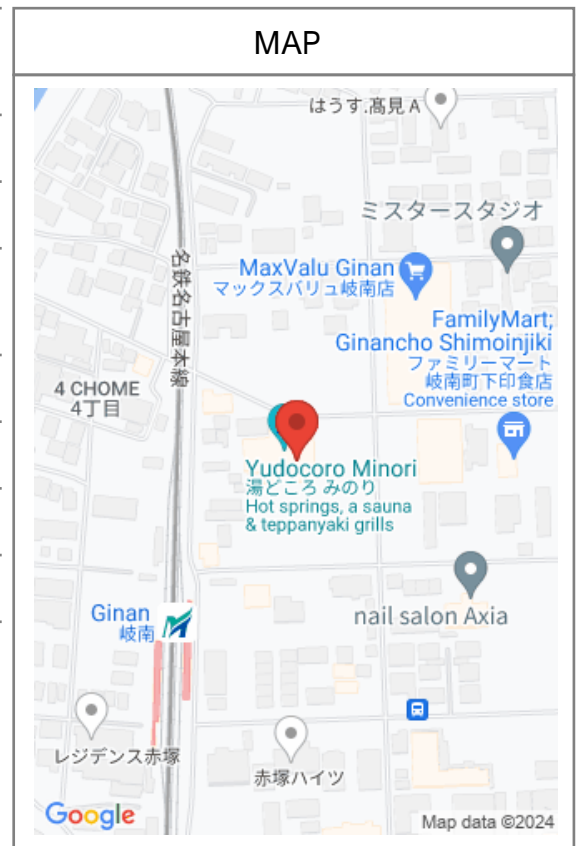 MAP
はうす.髙見 A
ミスタースタジオ
MaxValu Ginan
マックスバリュ岐南店
名鉄名古屋本線
FamilyMart;
Ginancho Shimoinjiki
ファミリーマート
岐南町下印食店
Convenience store
4 CHOME
4丁目
Yudocoro Minori
湯どころ みのり
Hot springs, a sauna
& teppanyaki grills
nail salon Axia
Ginan
岐南
レジデンス赤塚
赤塚ハイツ
Google
Map data ©2024